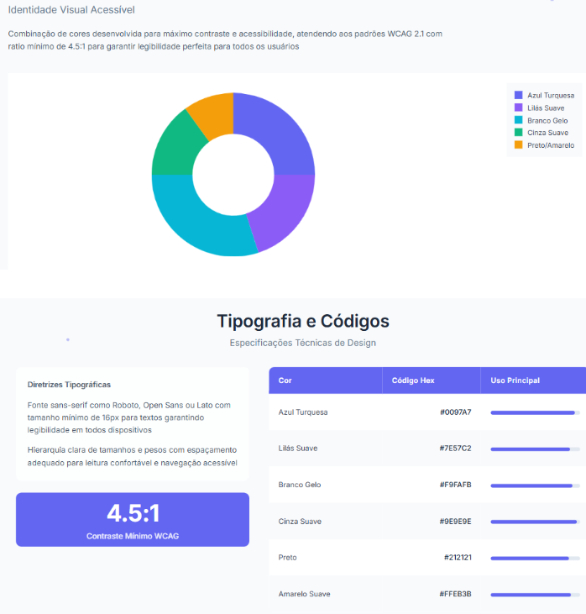 Identidade Visual Acessível
Combinação de cores desenvolvida para máximo contraste e acessibilidade, atendendo aos padrões WCAG 2.1 com
ratio mínimo de 4.5:1 para garantir legibilidade perfeita para todos os usuários
Azul Turquesa
Lilás Suave
Branco Gelo
Cinza Suave
Preto/Amarelo
Tipografia e Códigos
Especificações Técnicas de Design
Diretrizes Tipográficas
Fonte sans-serif como Roboto, Open Sans ou Lato com
tamanho mínimo de 16px para textos garantindo
legibilidade em todos dispositivos
Hierarquia clara de tamanhos e pesos com espaçamento
adequado para leitura confortável e navegação acessível
4.5:1
Contraste Mínimo WCAG
Cor Código Hex Uso Principal
Azul Turquesa #0097A7
Lilás Suave #7E57C2
Branco Gelo #F9FAFB
Cinza Suave #9E9E9E
Preto #212121
Amarelo Suave #FFEB3B